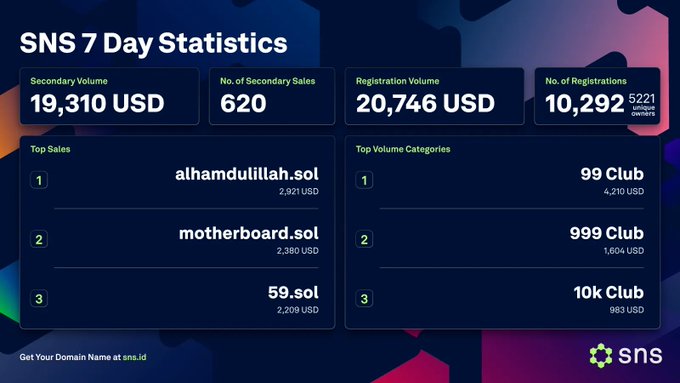 SNS 7 Day Statistics
Secondary Volume
19,310 USD
No. of Secondary Sales
620
Registration Volume
20,746 USD
No. of Registrations
10,292
5221
unique
owners
Top Sales
1
alhamdulillah.sol
2,921 USD
2
motherboard.sol
2,380 USD
3
59.sol
2,209 USD
Top Volume Categories
1
99 Club
4,210 USD
2
999 Club
1,604 USD
3
10k Club
983 USD
Get Your Domain Name at sns.id
sns